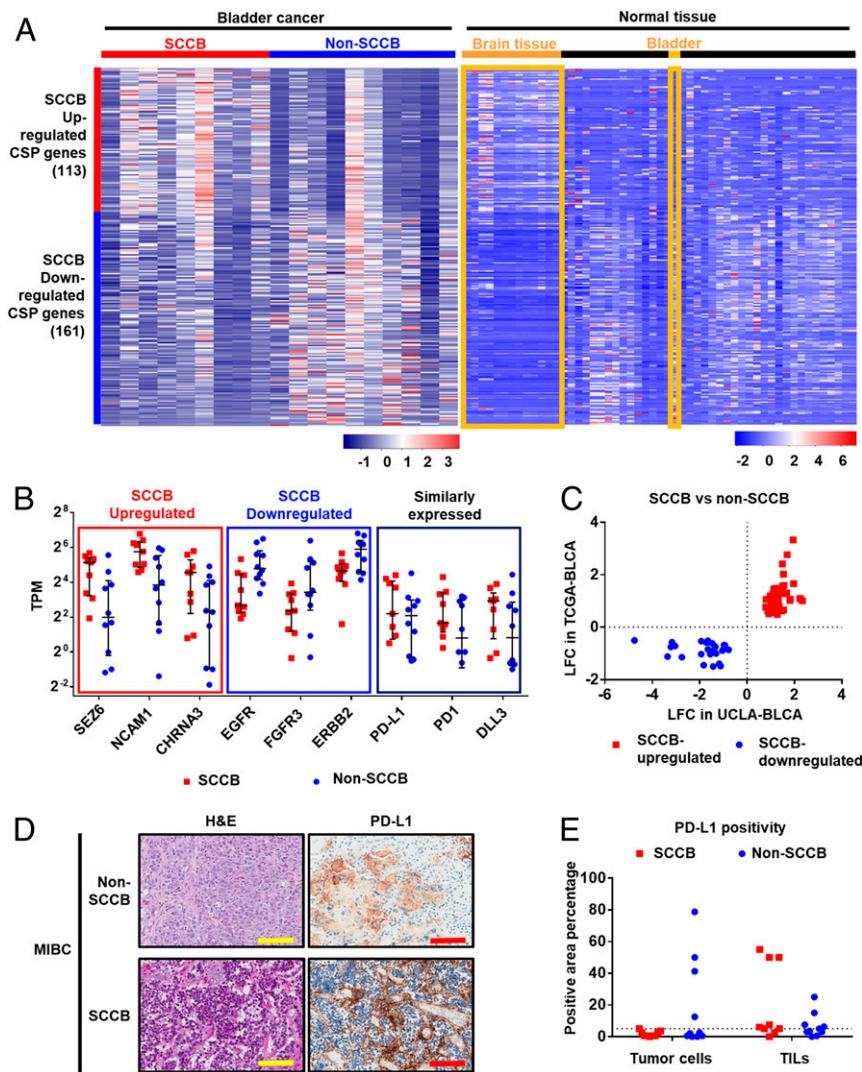 A
Bladder cancer
Normal tissue
SCCB
Non-SCCB
Brain tissue
Bladder
SCCB
Up-
regulated
CSP genes
(113)
SCCB
Down-
regulated
CSP genes
(161)
-1 0 1 2 3
-2 0 2 4 6
B
SCCB
Upregulated
SCCB
Downregulated
Similarly
expressed
TPM
2^8
2^6
2^4
2^2
2^0
2^-2
SEZ6
NCAM1
CHRNA3
EGFR
FGFR3
ERBB2
PD-L1
PD1
DLL3
SCCB
Non-SCCB
C
SCCB vs non-SCCB
LFC in TCGA-BLCA
4
2
0
-2
-6 -4 -2 0 2 4
LFC in UCLA-BLCA
SCCB-
upregulated
SCCB-
downregulated
D
H&E
PD-L1
MIBC
Non-
SCCB
SCCB
E
PD-L1 positivity
SCCB
Non-SCCB
Positive area percentage
100
80
60
40
20
0
Tumor cells
TILs